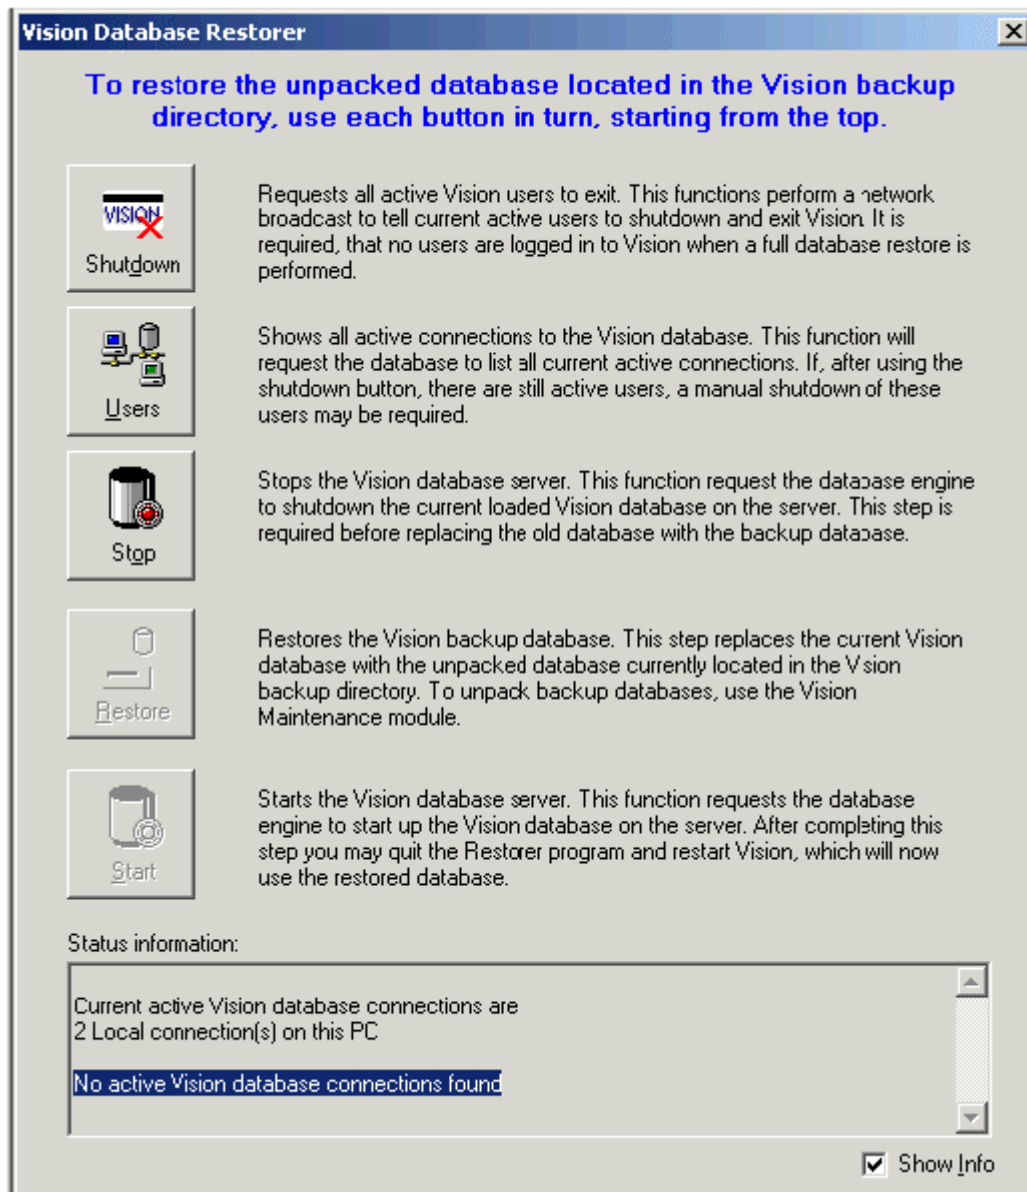 Vision Database Restorer
To restore the unpacked database located in the Vision backup
directory, use each button in turn, starting from the top.
VISION
Shutdown
Requests all active Vision users to exit. This functions perform a network
broadcast to tell current active users to shutdown and exit Vision. It is
required, that no users are logged in to Vision when a full database restore is
performed.
Users
Shows all active connections to the Vision database. This function will
request the database to list all current active connections. If, after using the
shutdown button, there are still active users, a manual shutdown of these
users may be required.
Stop
Stops the Vision database server. This function request the database engine
to shutdown the current loaded Vision database on the server. This step is
required before replacing the old database with the backup database.
Restore
Restores the Vision backup database. This step replaces the current Vision
database with the unpacked database currently located in the Vision
backup directory. To unpack backup databases, use the Vision
Maintenance module.
Start
Starts the Vision database server. This function requests the database
engine to start up the Vision database on the server. After completing this
step you may quit the Restorer program and restart Vision, which will now
use the restored database.
Status information:
Current active Vision database connections are
2 Local connection(s) on this PC
No active Vision database connections found
Show Info